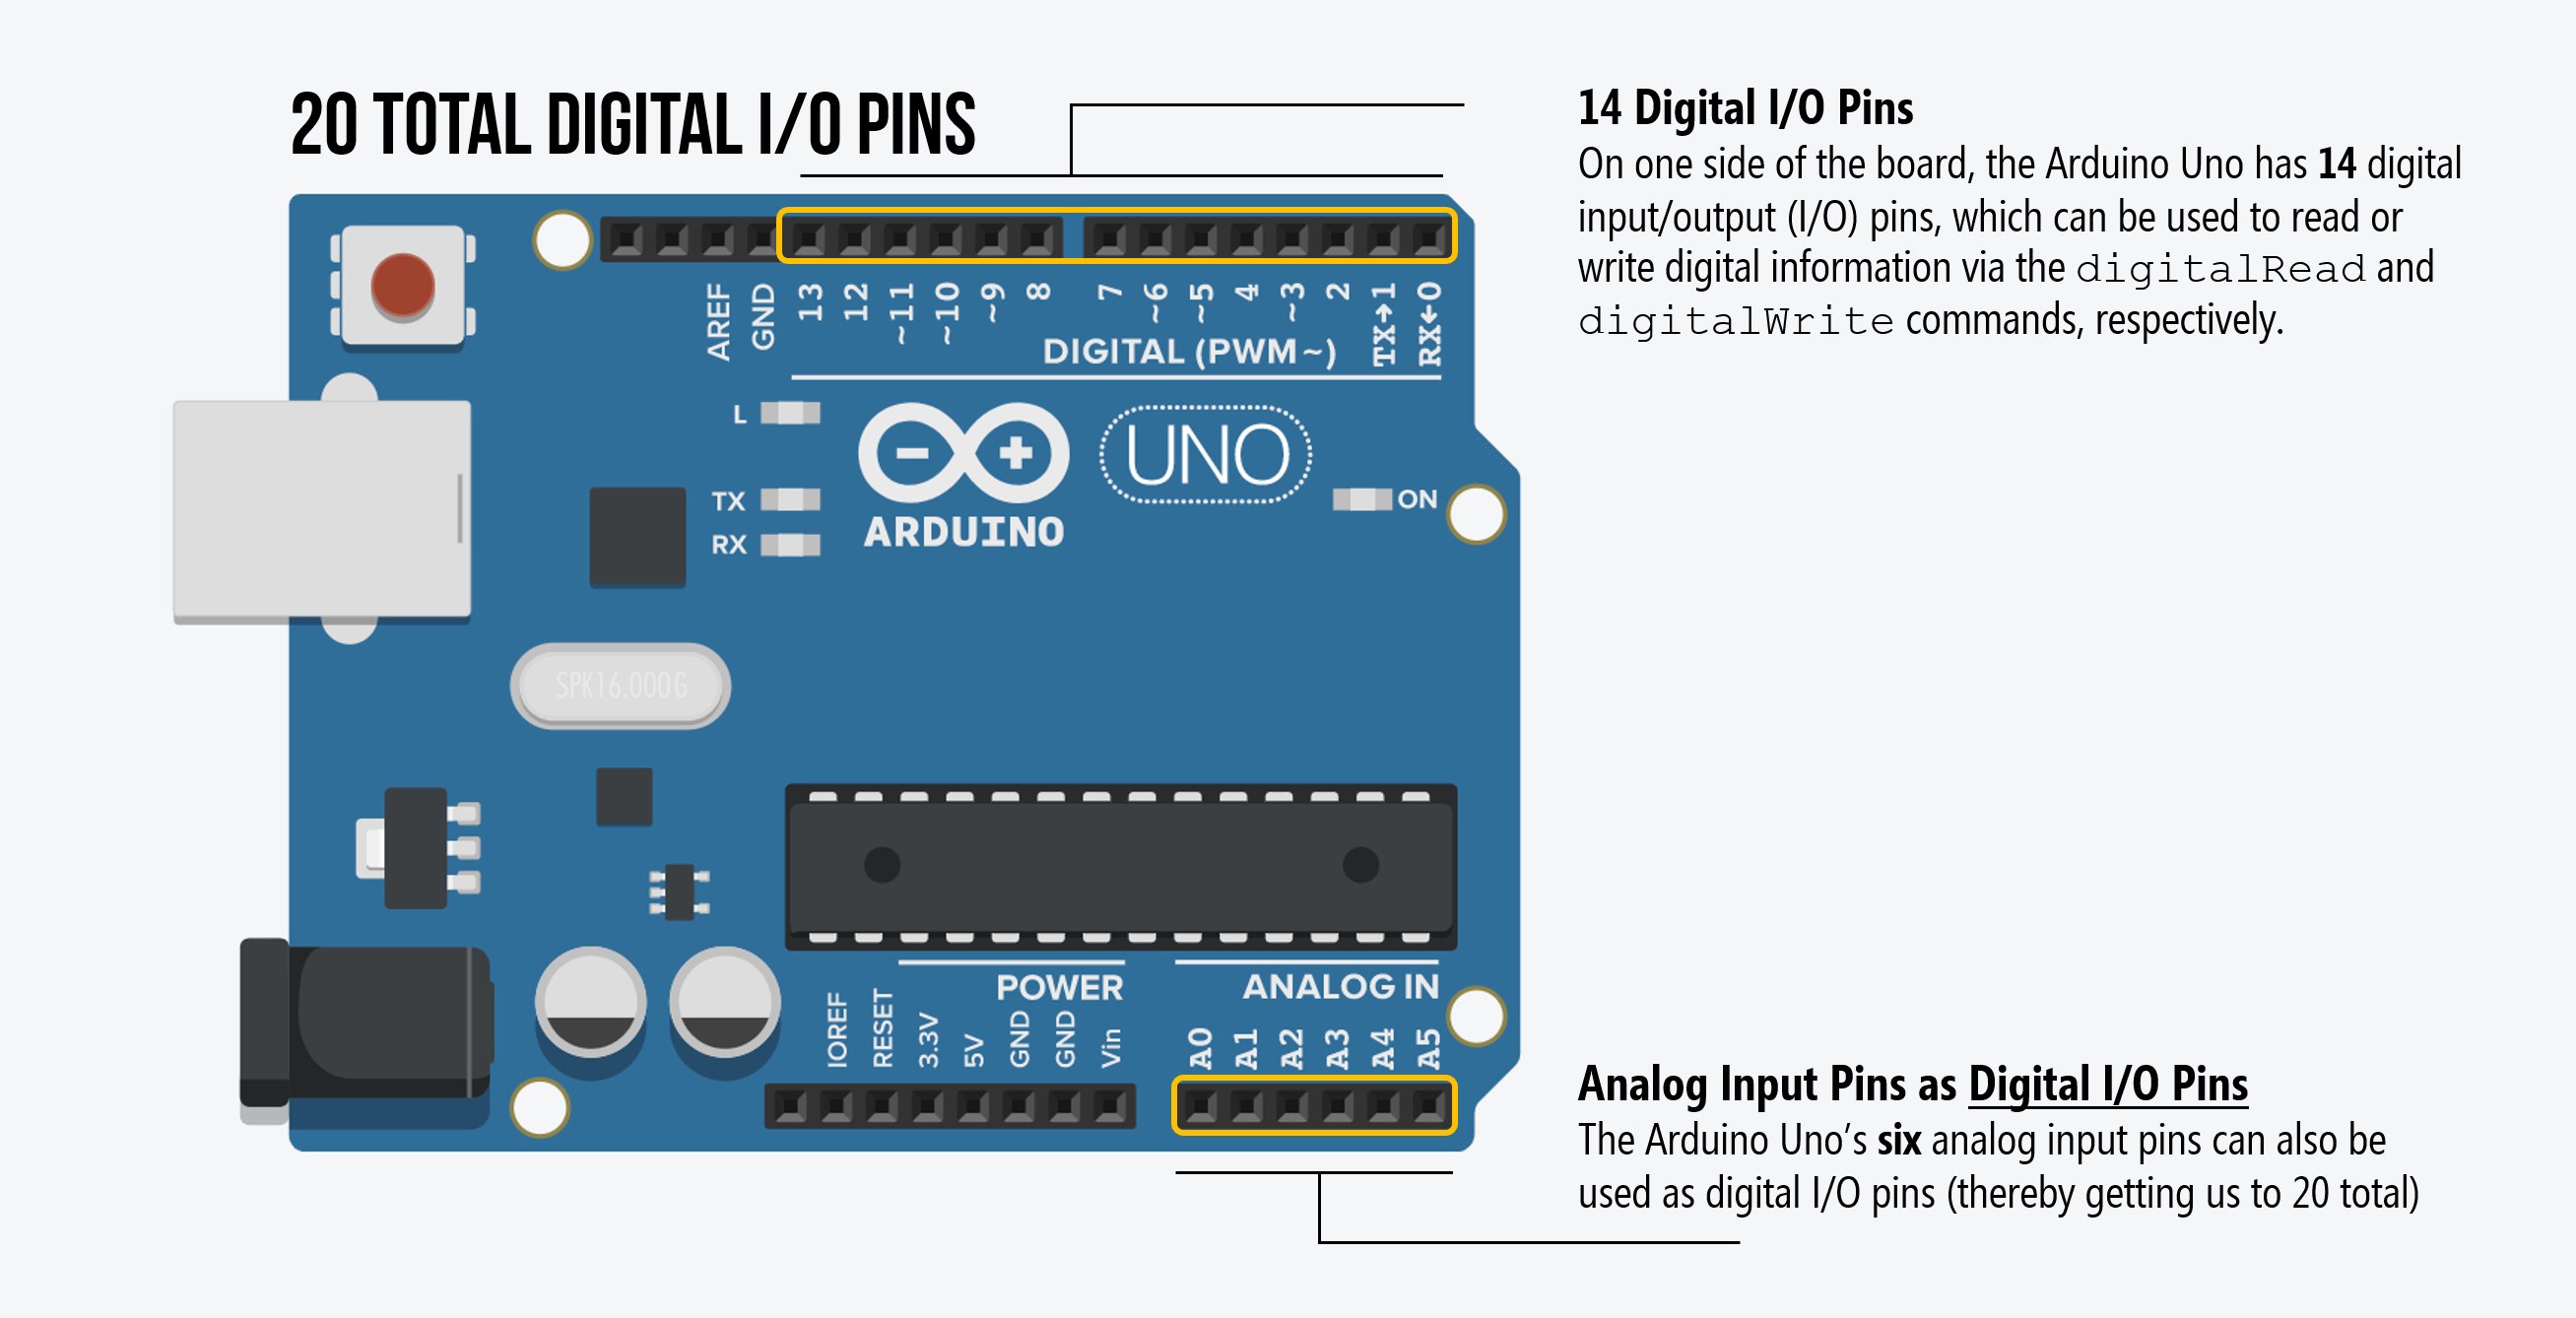 20 TOTAL DIGITAL I/O PINS
14 Digital I/O Pins
On one side of the board, the Arduino Uno has 14 digital
input/output (I/O) pins, which can be used to read or
write digital information via the digitalRead and
digitalWrite commands, respectively.
AREF
GND
13
12
~11
~10
~9
8
7
~6
~5
4
~3
2
TX→1
RX←0
DIGITAL (PWM~)
L
TX
RX
ARDUINO
UNO
ON
SPK16.000G
POWER
ANALOG IN
IOREF
RESET
3.3V
5V
GND
GND
Vin
A0
A1
A2
A3
A4
A5
Analog Input Pins as Digital I/O Pins
The Arduino Uno’s six analog input pins can also be
used as digital I/O pins (thereby getting us to 20 total)